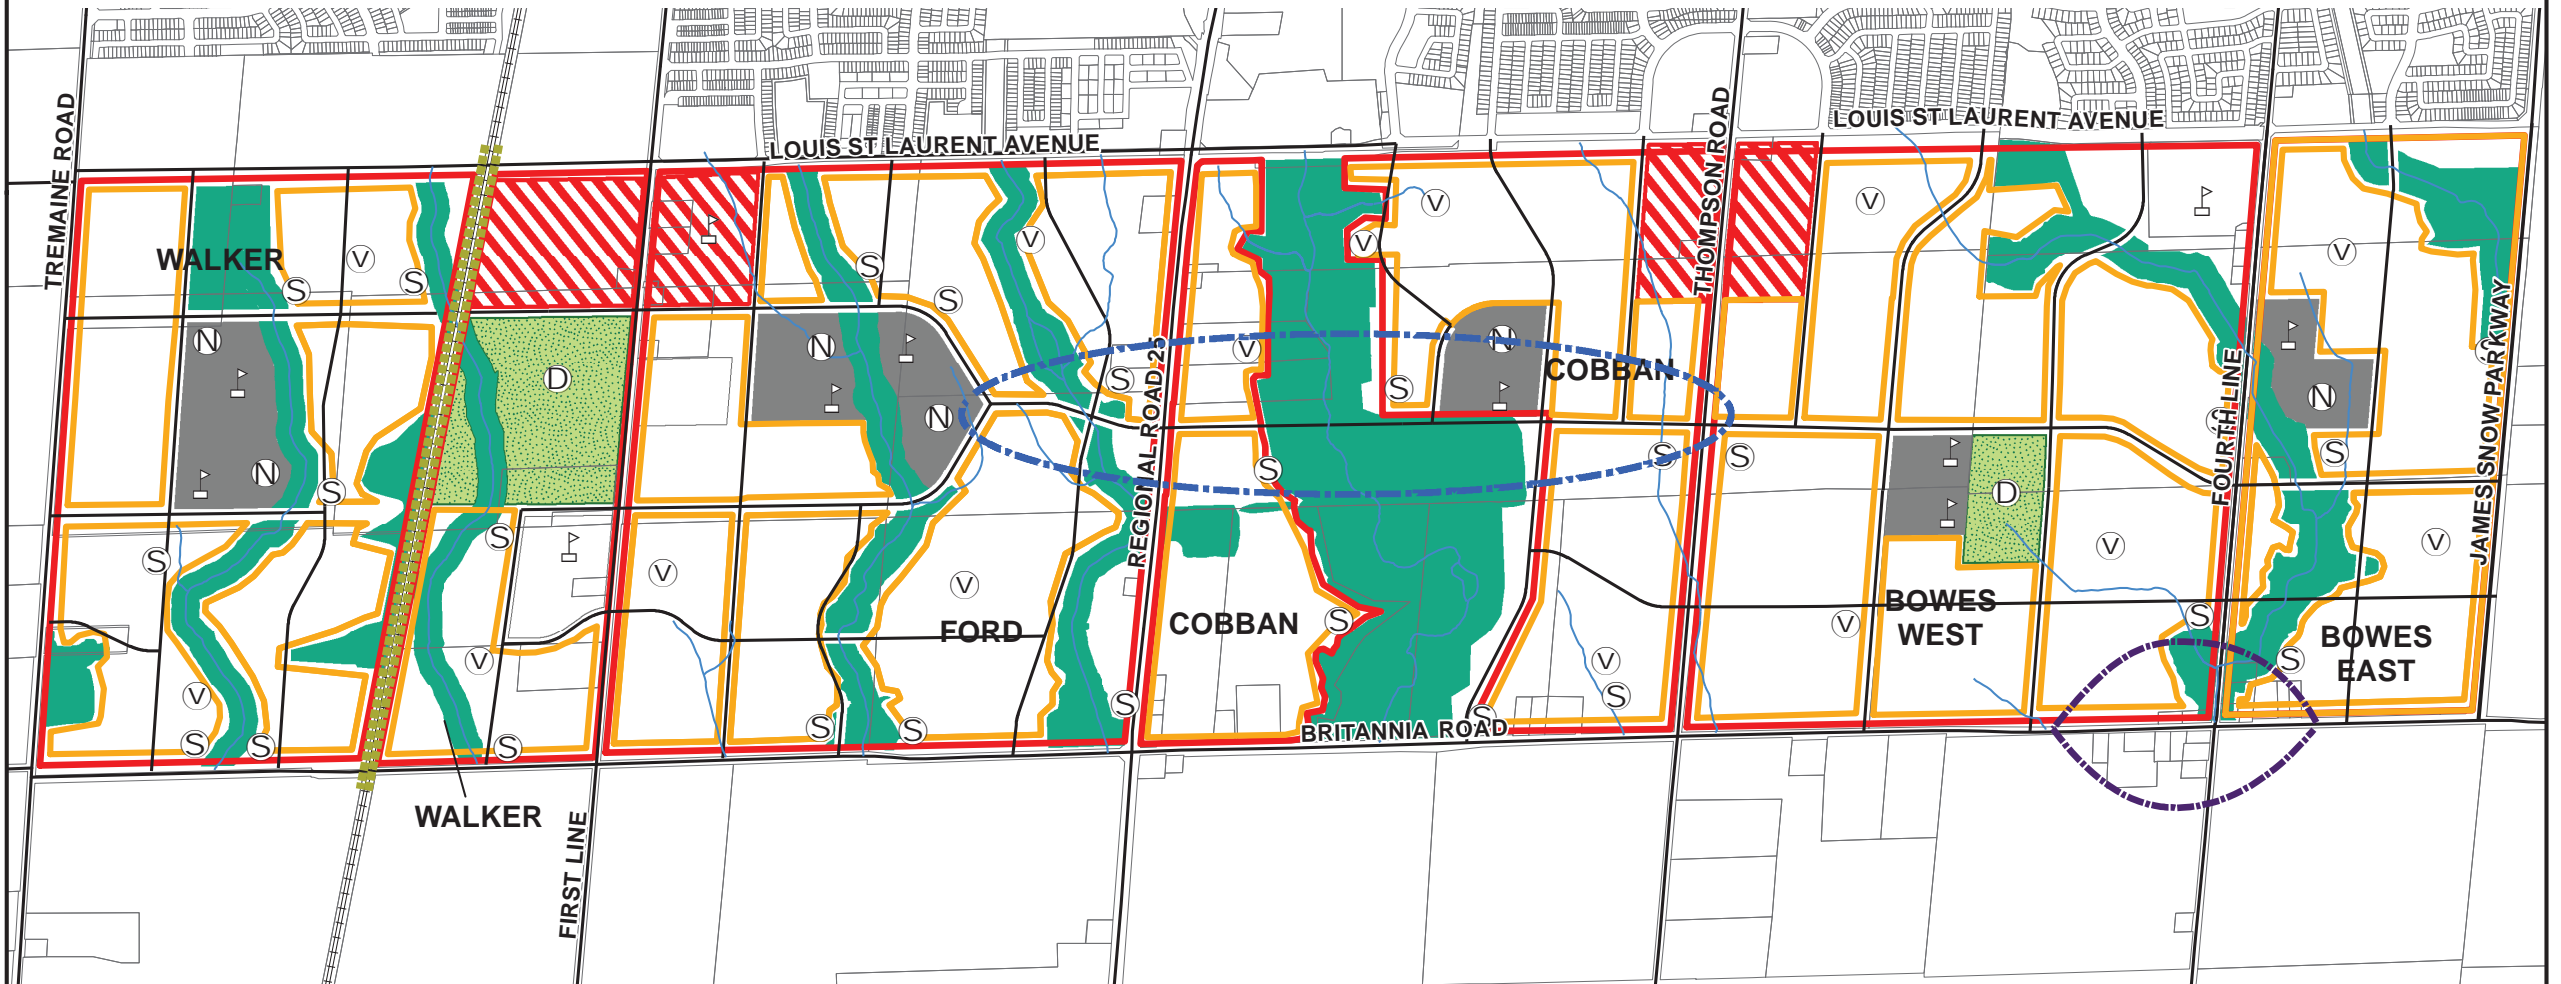 TREMAINE ROAD
LOUIS ST LAURENT AVENUE
THOMPSON ROAD
LOUIS ST LAURENT AVENUE
WALKER
V
S
S
S
S
V
V
V
V
V
V
N
N
D
N
N
N
S
V
S
COBBAN
REGIONAL ROAD 25
FOURTH LINE
JAMES SNOW PARKWAY
N
N
S
S
S
S
S
D
S
S
V
V
V
V
FORD
COBBAN
S
V
BOWES
WEST
S
BOWES
EAST
S
V
V
V
S
S
S
S
S
S
S
S
S
BRITANNIA ROAD
WALKER
FIRST LINE